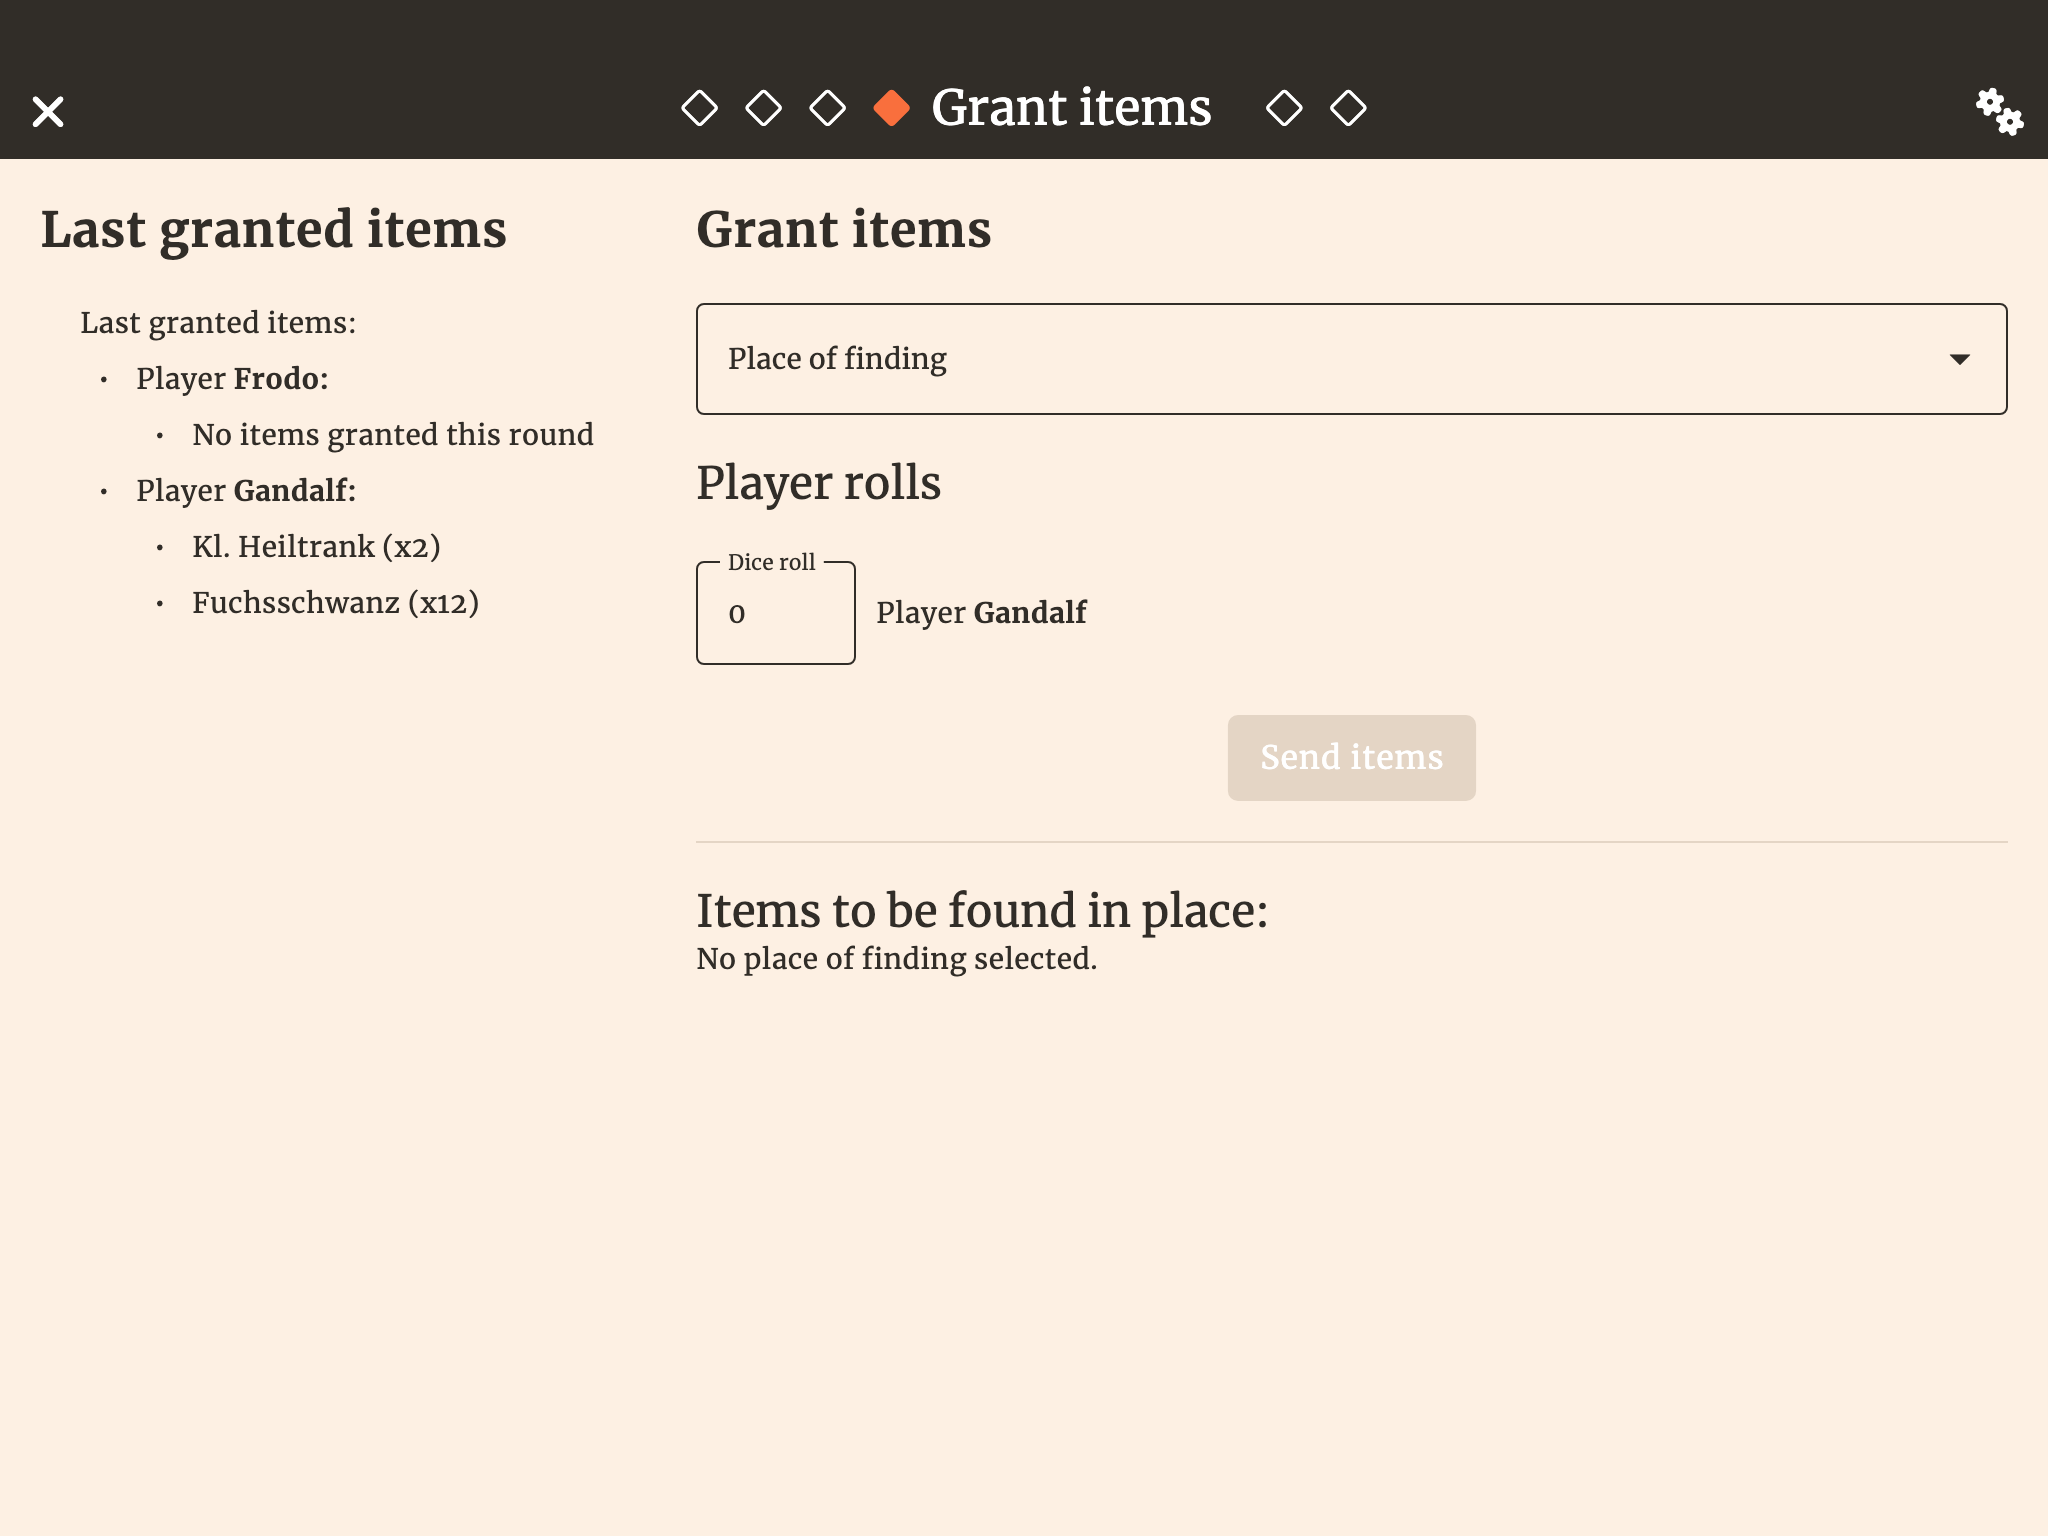 Grant items
Last granted items
Last granted items:
• Player Frodo:
• No items granted this round
• Player Gandalf:
• Kl. Heiltrank (x2)
• Fuchsschwanz (x12)
Grant items
Place of finding
Player rolls
Dice roll
0
Player Gandalf
Send items
Items to be found in place:
No place of finding selected.